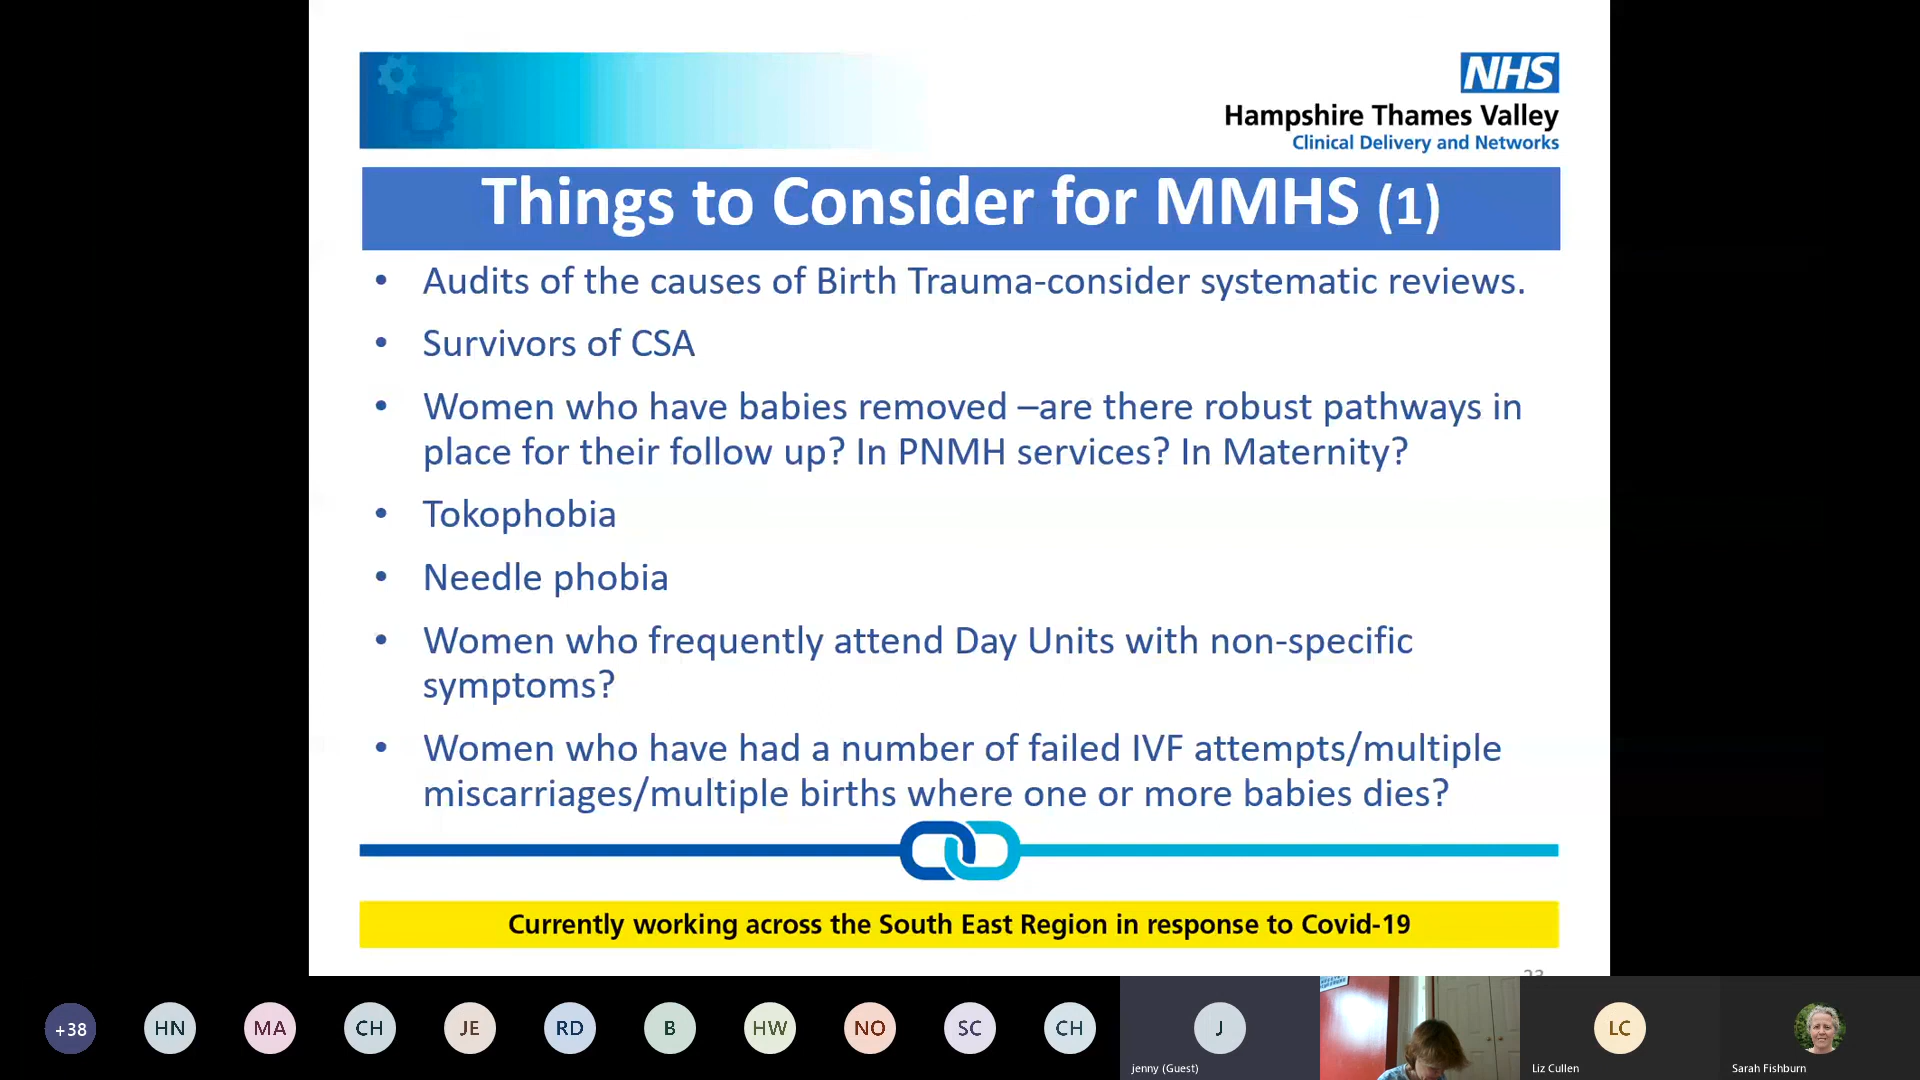 NHS
Hampshire Thames Valley
Clinical Delivery and Networks
Things to Consider for MMHS (1)
• Audits of the causes of Birth Trauma-consider systematic reviews.
• Survivors of CSA
• Women who have babies removed –are there robust pathways in
place for their follow up? In PNMH services? In Maternity?
• Tokophobia
• Needle phobia
• Women who frequently attend Day Units with non-specific
symptoms?
• Women who have had a number of failed IVF attempts/multiple
miscarriages/multiple births where one or more babies dies?
Currently working across the South East Region in response to Covid-19
+38 HN MA CH JE RD B HW NO SC CH J LC
jenny (Guest) Liz Cullen Sarah Fishburn